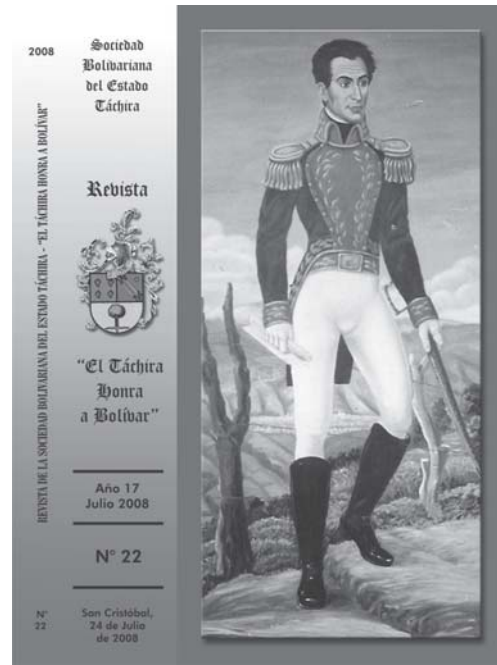 2008
REVISTA DE LA SOCIEDAD BOLIVARIANA DEL ESTADO TÁCHIRA - "EL TÁCHIRA HONRA A BOLÍVAR"
N°
22
Sociedad
Bolivariana
del Estado
Táchira
Revista
"El Táchira
Honra
a Bolívar"
Año 17
Julio 2008
N° 22
San Cristóbal,
24 de Julio
de 2008